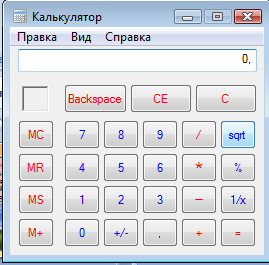 Калькулятор
Правка Вид Справка
0,
Backspace CE C
MC 7 8 9 / sqrt
MR 4 5 6 * %
MS 1 2 3 − 1/x
M+ 0 +/- , + =